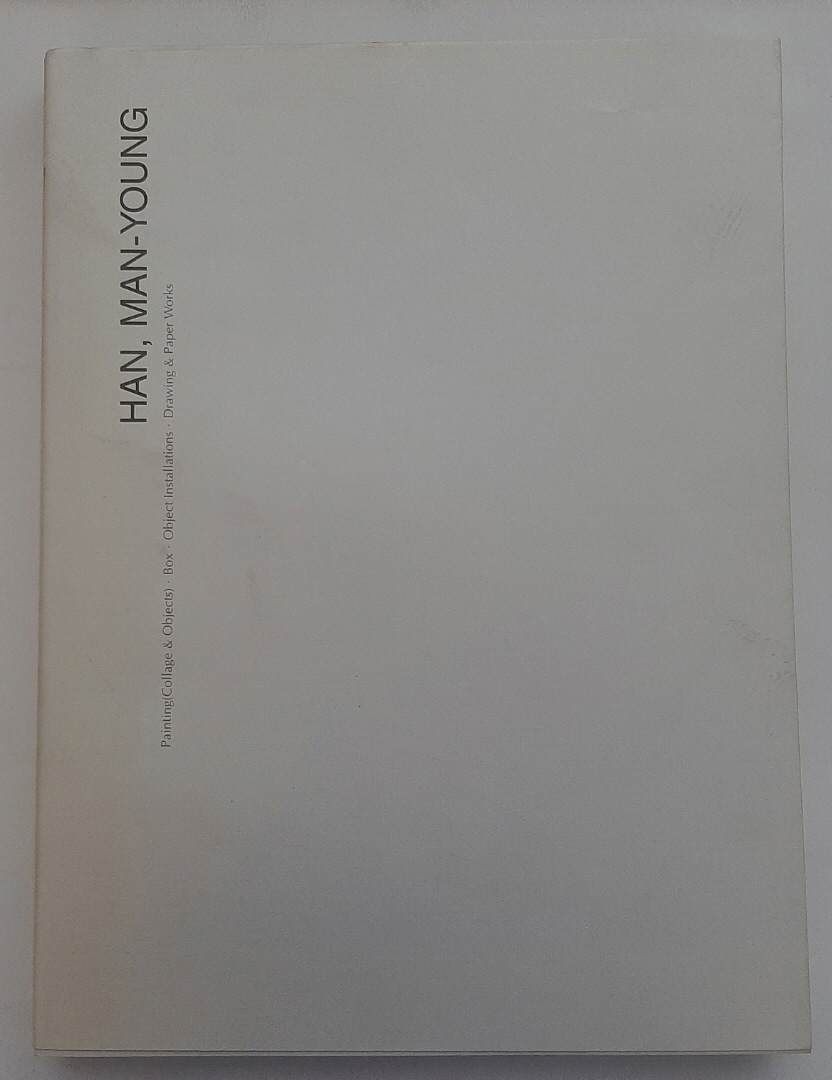 HAN, MAN-YOUNG
Painting(Collage & Objects) · Box · Object Installations · Drawing & Paper Works